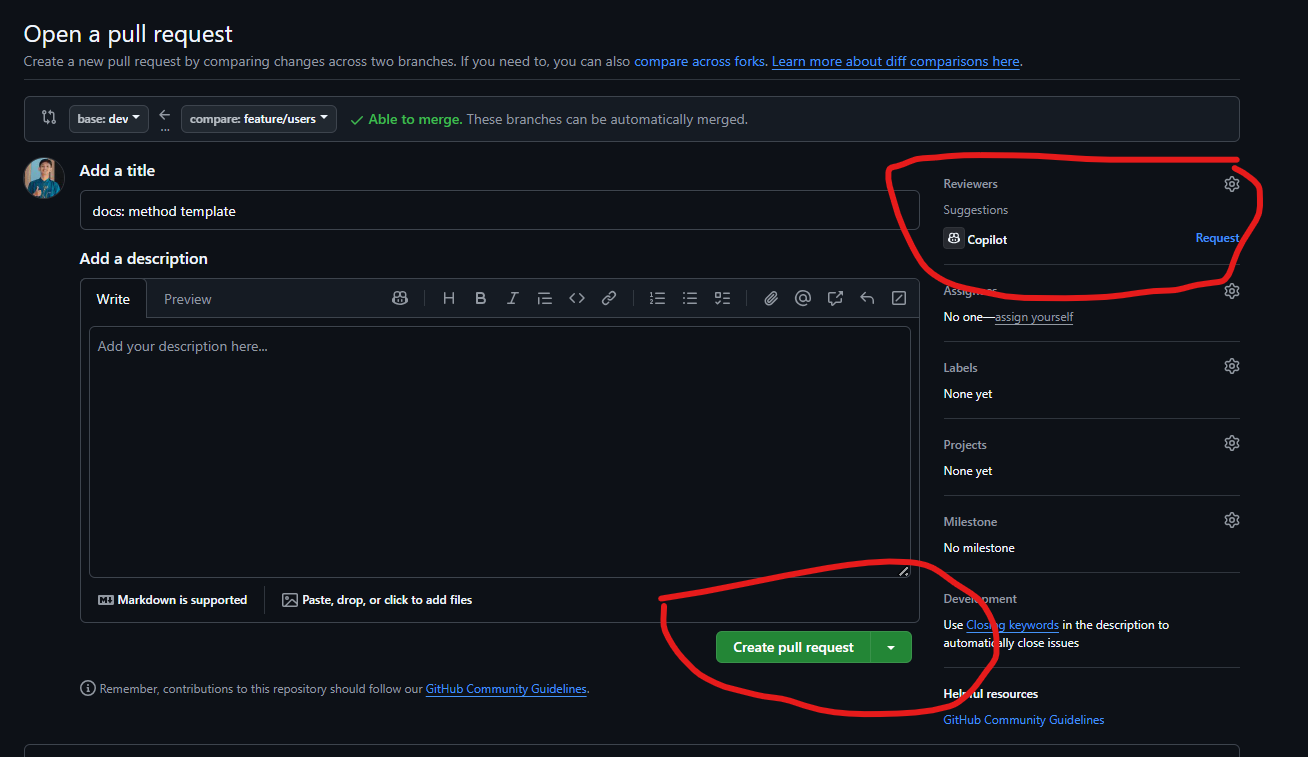 Open a pull request
Create a new pull request by comparing changes across two branches. If you need to, you can also compare across forks. Learn more about diff comparisons here.
base: dev
...
compare: feature/users
Able to merge. These branches can be automatically merged.
Add a title
docs: method template
Add a description
Write
Preview
H B I
Add your description here...
Markdown is supported
Paste, drop, or click to add files
Create pull request
Remember, contributions to this repository should follow our GitHub Community Guidelines.
Reviewers
Suggestions
Copilot
Request
Assignees
No one—assign yourself
Labels
None yet
Projects
None yet
Milestone
No milestone
Development
Use Closing keywords in the description to
automatically close issues
Helpful resources
GitHub Community Guidelines